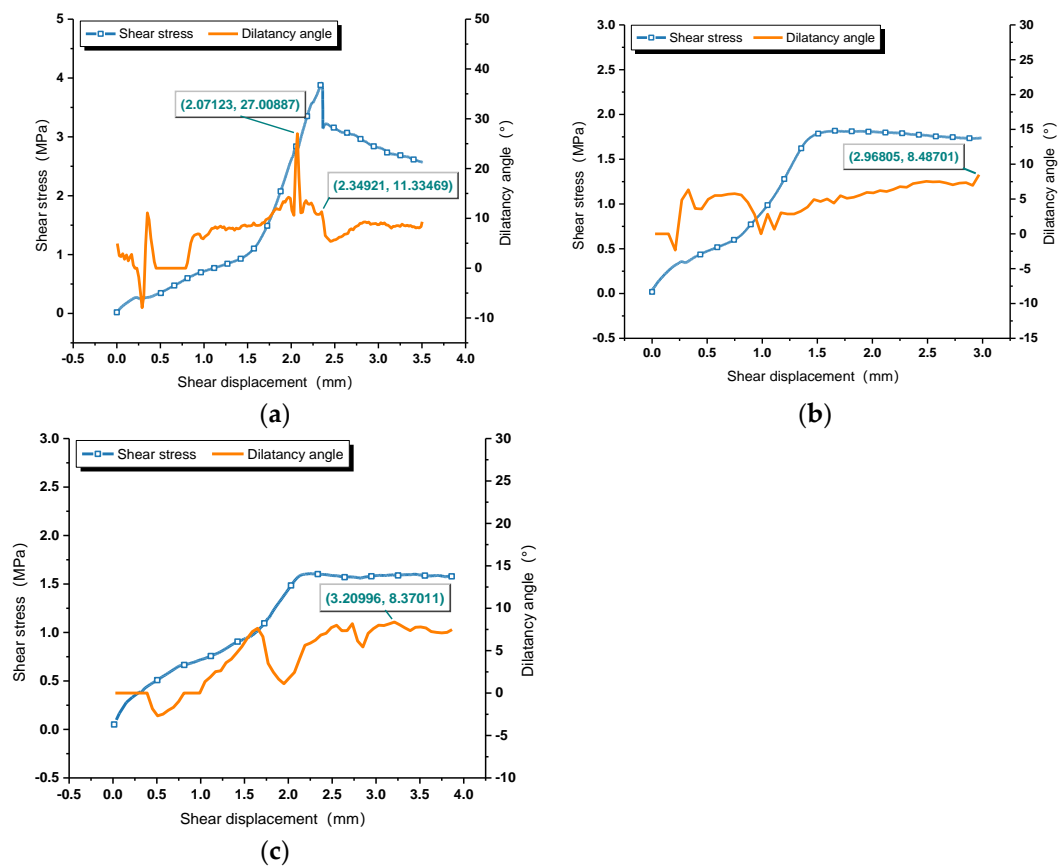 Shear stress Dilatancy angle
5
4
3
2
1
0
Shear stress (MPa)
50
40
30
20
10
0
-10
Dilatancy angle (°)
(2.07123, 27.00887)
(2.34921, 11.33469)
-0.5 0.0 0.5 1.0 1.5 2.0 2.5 3.0 3.5 4.0
Shear displacement (mm)
(a)
Shear stress Dilatancy angle
3.0
2.5
2.0
1.5
1.0
0.5
0.0
-0.5
Shear stress (MPa)
30
25
20
15
10
5
0
-5
-10
-15
Dilatancy angle (°)
(2.96805, 8.48701)
0.0 0.5 1.0 1.5 2.0 2.5 3.0
Shear displacement (mm)
(b)
Shear stress Dilatancy angle
3.0
2.5
2.0
1.5
1.0
0.5
0.0
-0.5
Shear stress (MPa)
30
25
20
15
10
5
0
-5
-10
Dilatancy angle (°)
(3.20996, 8.37011)
-0.5 0.0 0.5 1.0 1.5 2.0 2.5 3.0 3.5 4.0
Shear displacement (mm)
(c)